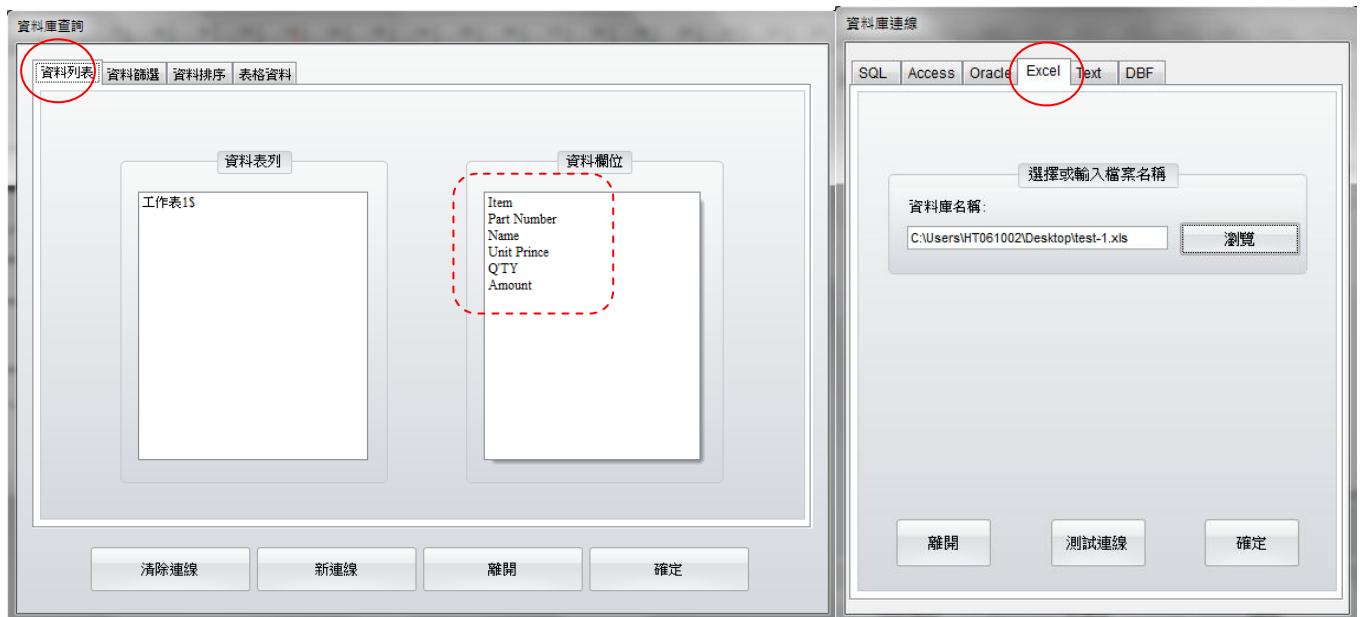 資料庫查詢
資料列表 資料篩選 資料排序 表格資料
資料表列
工作表1$
資料欄位
Item
Part Number
Name
Unit Prince
Q'TY
Amount
清除連線 新連線 離開 確定
資料庫連線
SQL Access Oracle Excel Text DBF
選擇或輸入檔案名稱
資料庫名稱:
C:\Users\HT061002\Desktop\test-1.xls 瀏覽
離開 測試連線 確定